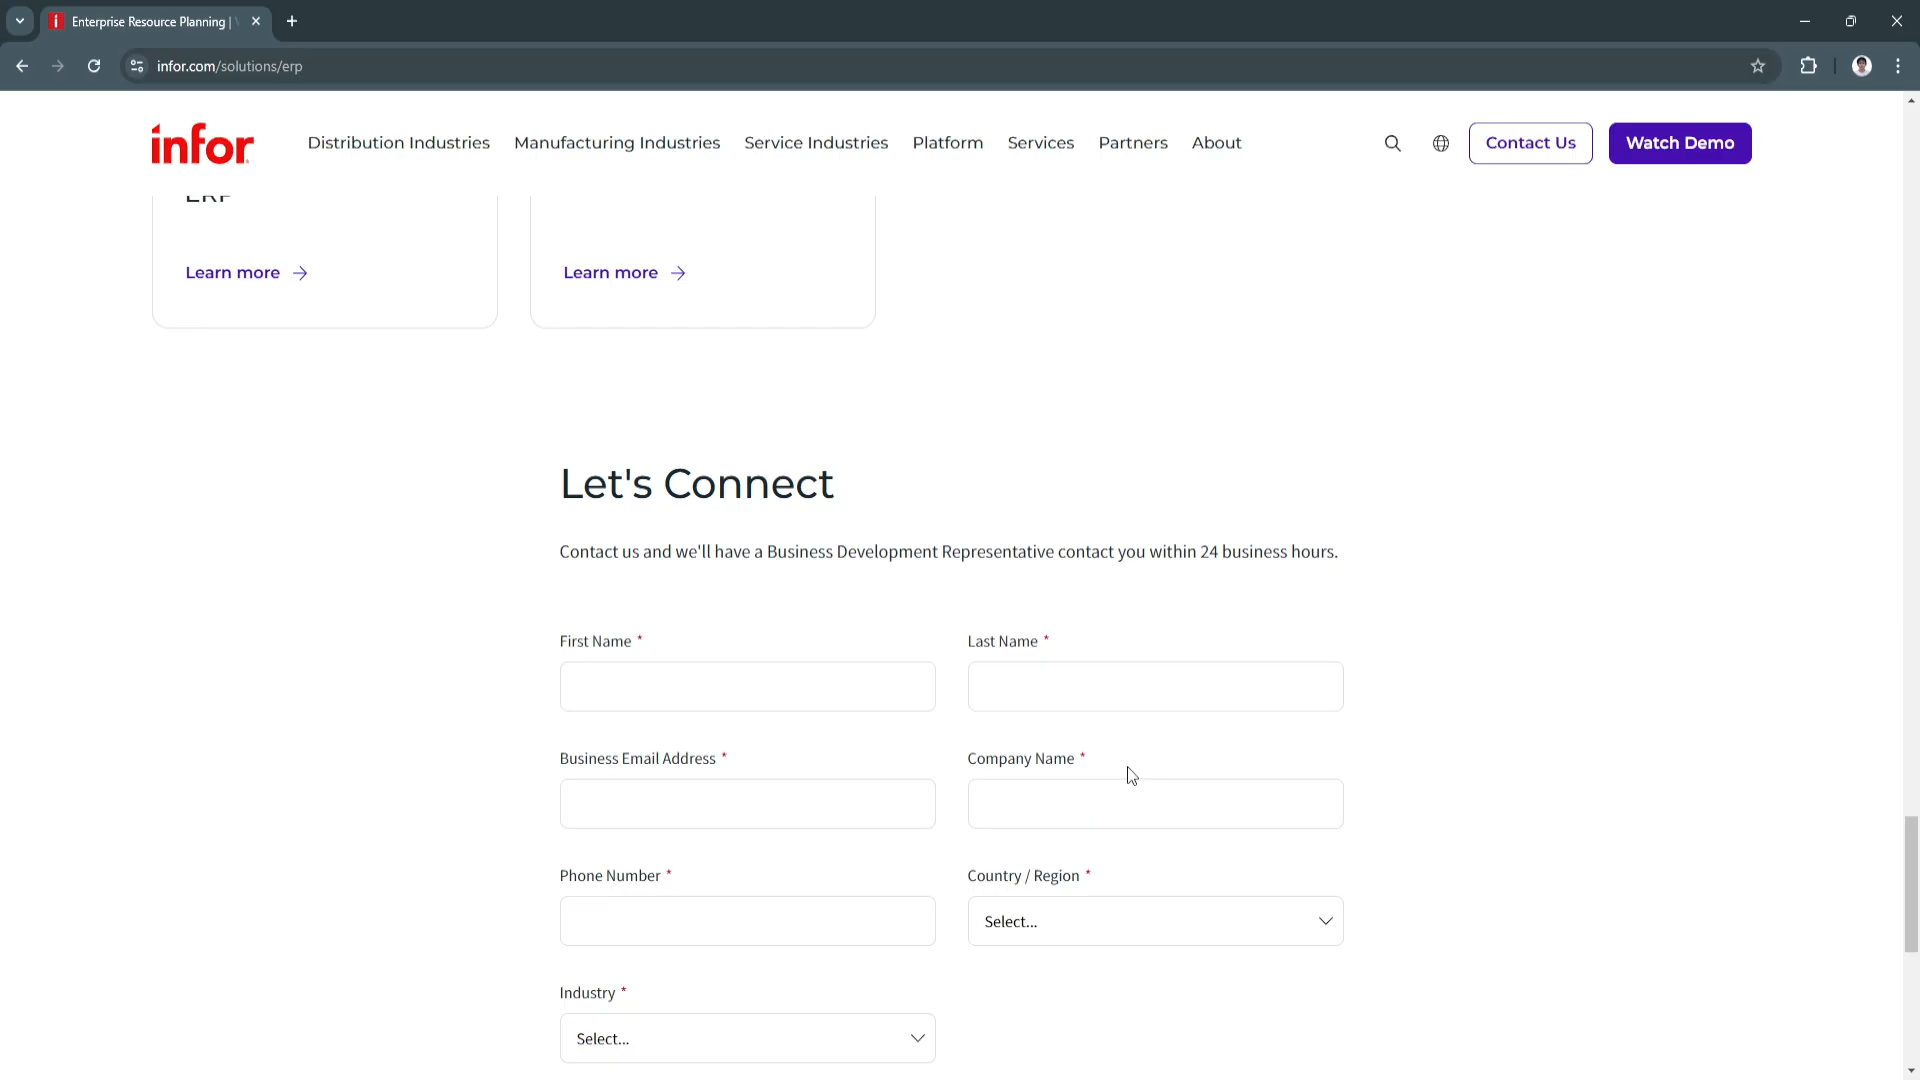 Enterprise Resource Planning |
infor.com/solutions/erp
infor
Distribution Industries
Manufacturing Industries
Service Industries
Platform
Services
Partners
About
Contact Us
Watch Demo
ERP
Learn more
Learn more
Let's Connect
Contact us and we'll have a Business Development Representative contact you within 24 business hours.
First Name *
Last Name *
Business Email Address *
Company Name *
Phone Number *
Country / Region *
Select...
Industry *
Select...